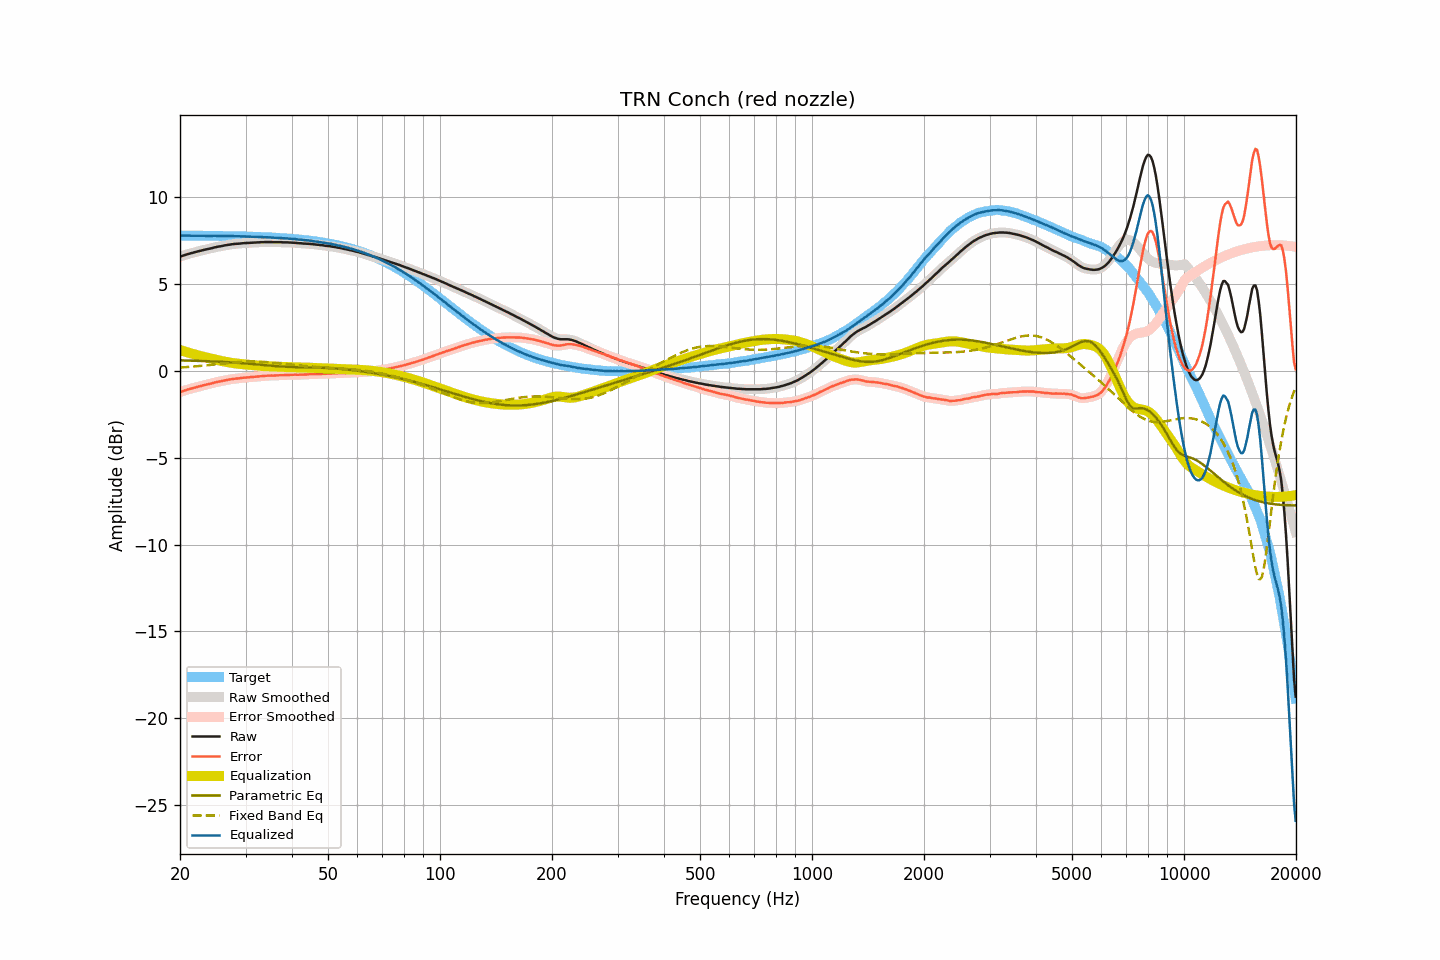 TRN Conch (red nozzle)
Amplitude (dBr)
10
5
0
−5
−10
−15
−20
−25
Target
Raw Smoothed
Error Smoothed
Raw
Error
Equalization
Parametric Eq
Fixed Band Eq
Equalized
20 50 100 200 500 1000 2000 5000 10000 20000
Frequency (Hz)